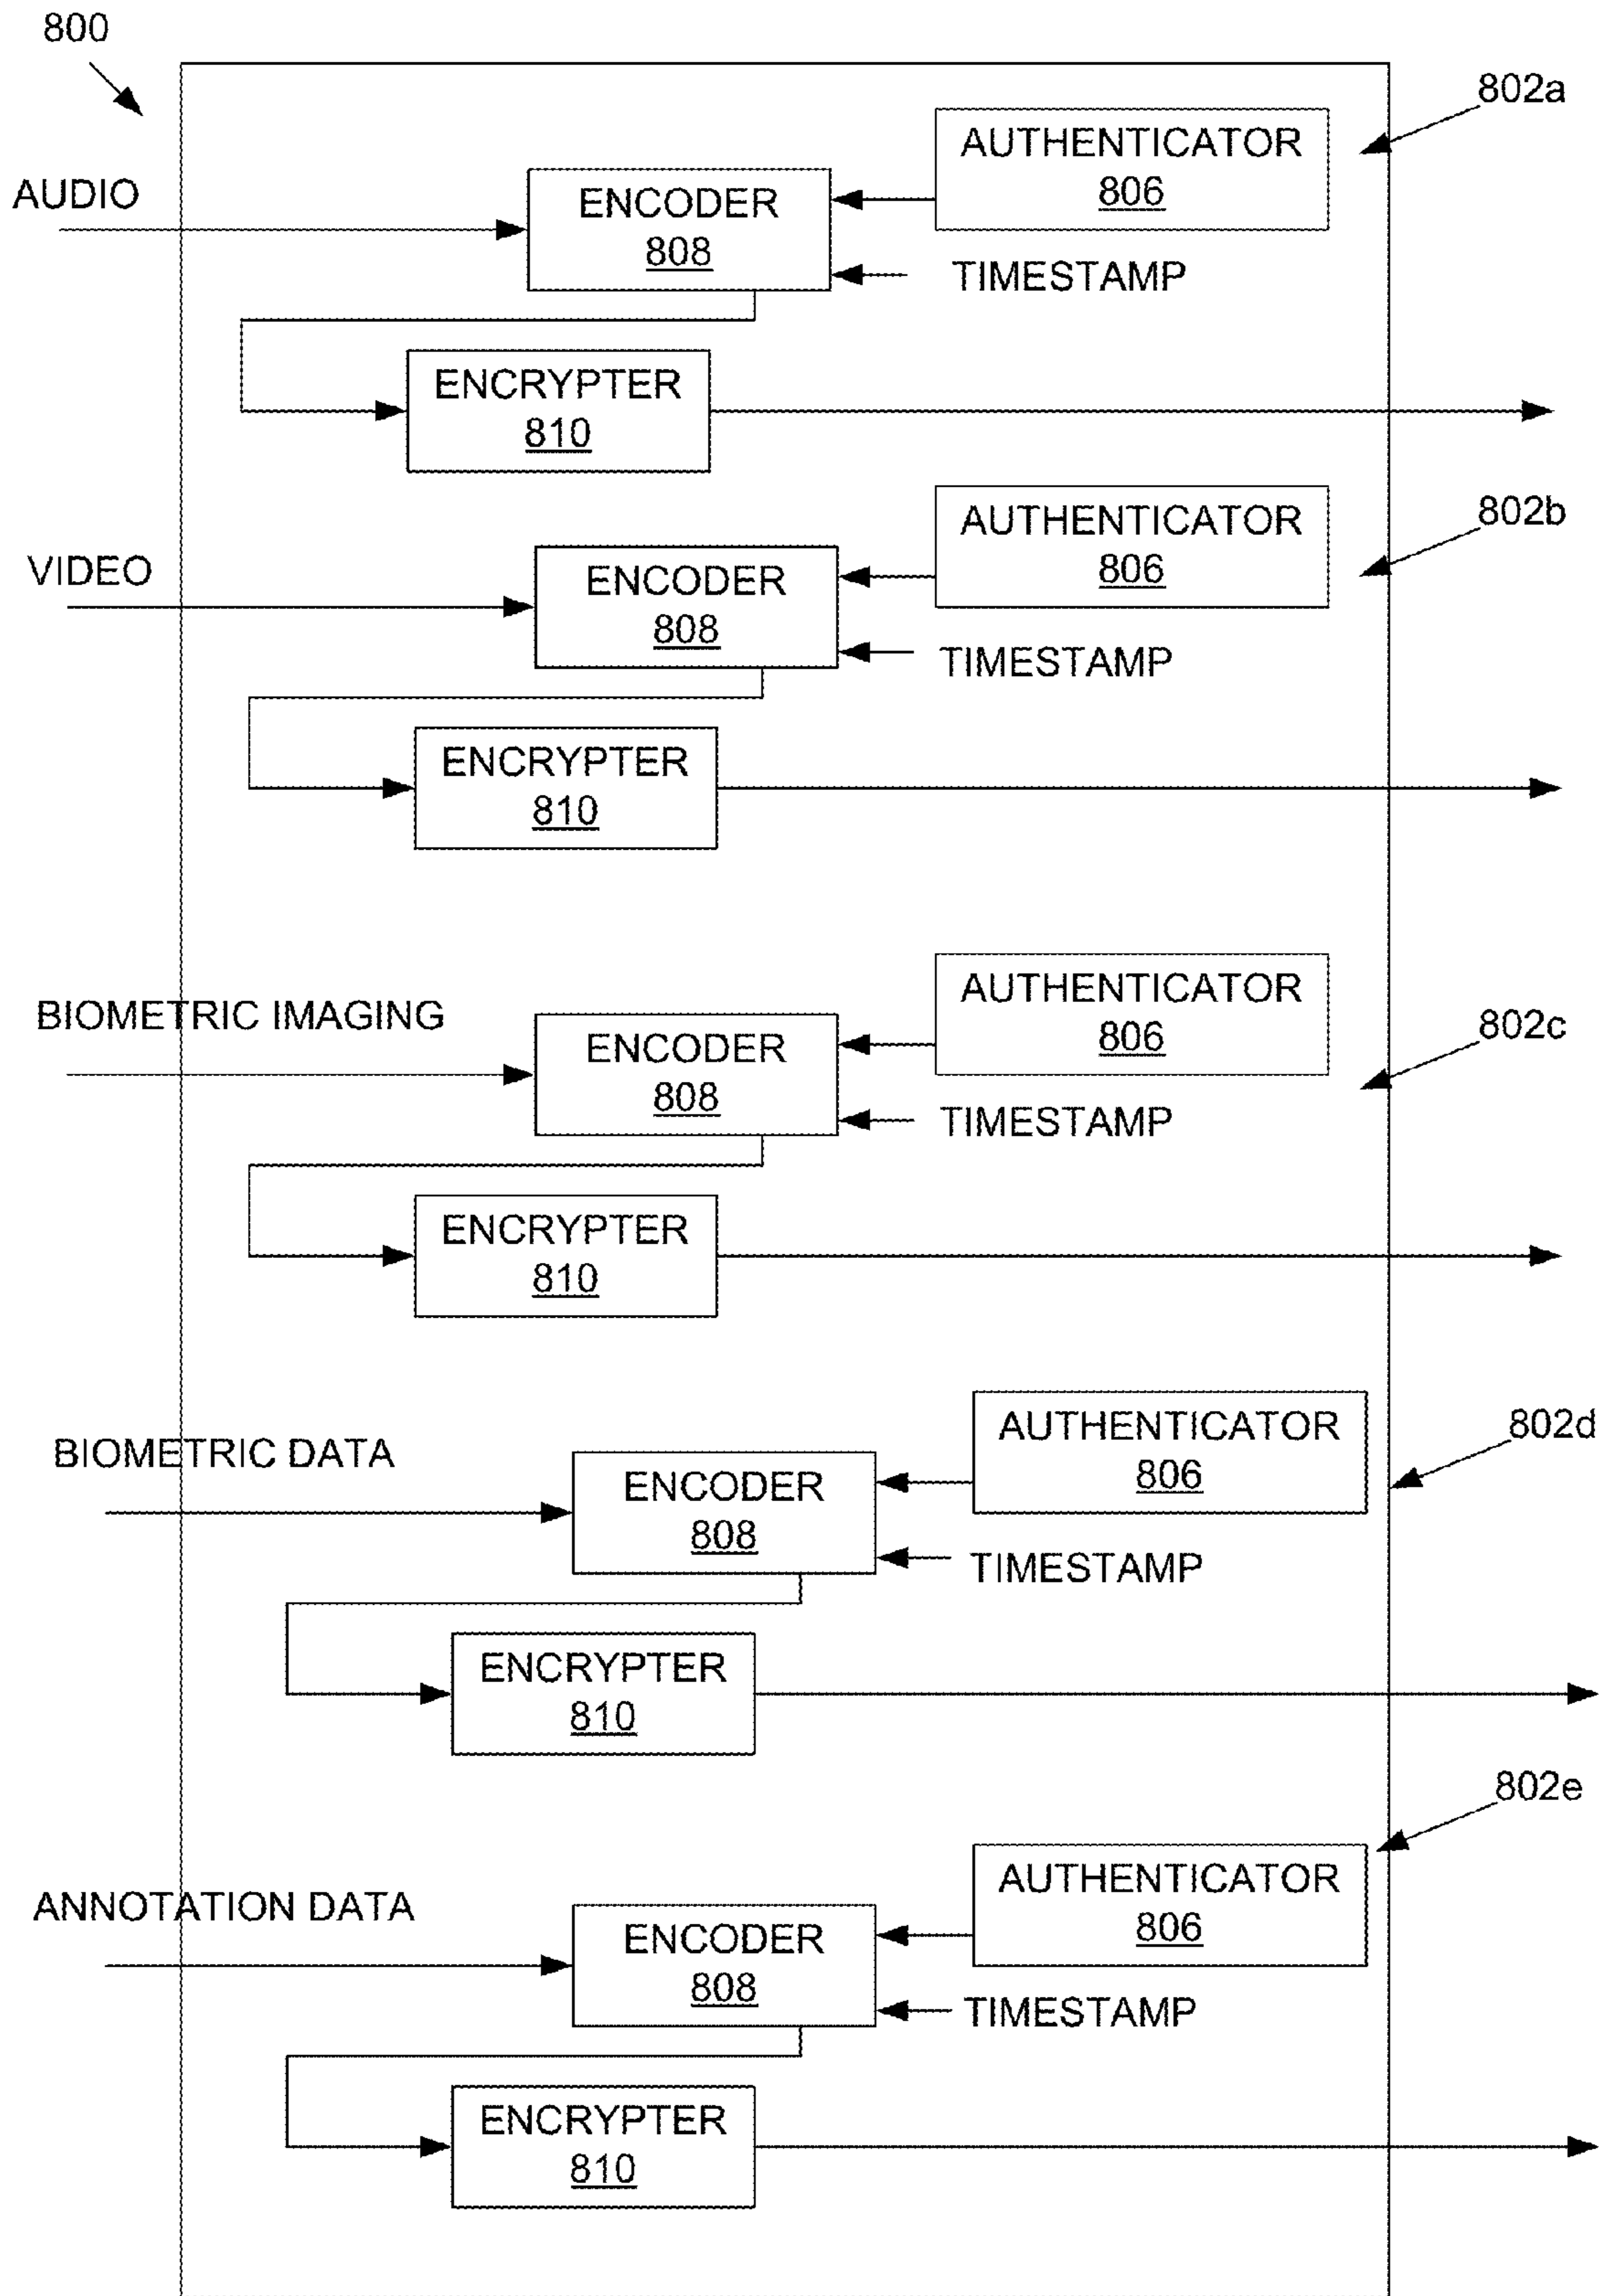 800
802a
AUTHENTICATOR
806
AUDIO
ENCODER
808
TIMESTAMP
ENCRYPTER
810
802b
AUTHENTICATOR
806
VIDEO
ENCODER
808
TIMESTAMP
ENCRYPTER
810
802c
AUTHENTICATOR
806
BIOMETRIC IMAGING
ENCODER
808
TIMESTAMP
ENCRYPTER
810
802d
AUTHENTICATOR
806
BIOMETRIC DATA
ENCODER
808
TIMESTAMP
ENCRYPTER
810
802e
AUTHENTICATOR
806
ANNOTATION DATA
ENCODER
808
TIMESTAMP
ENCRYPTER
810